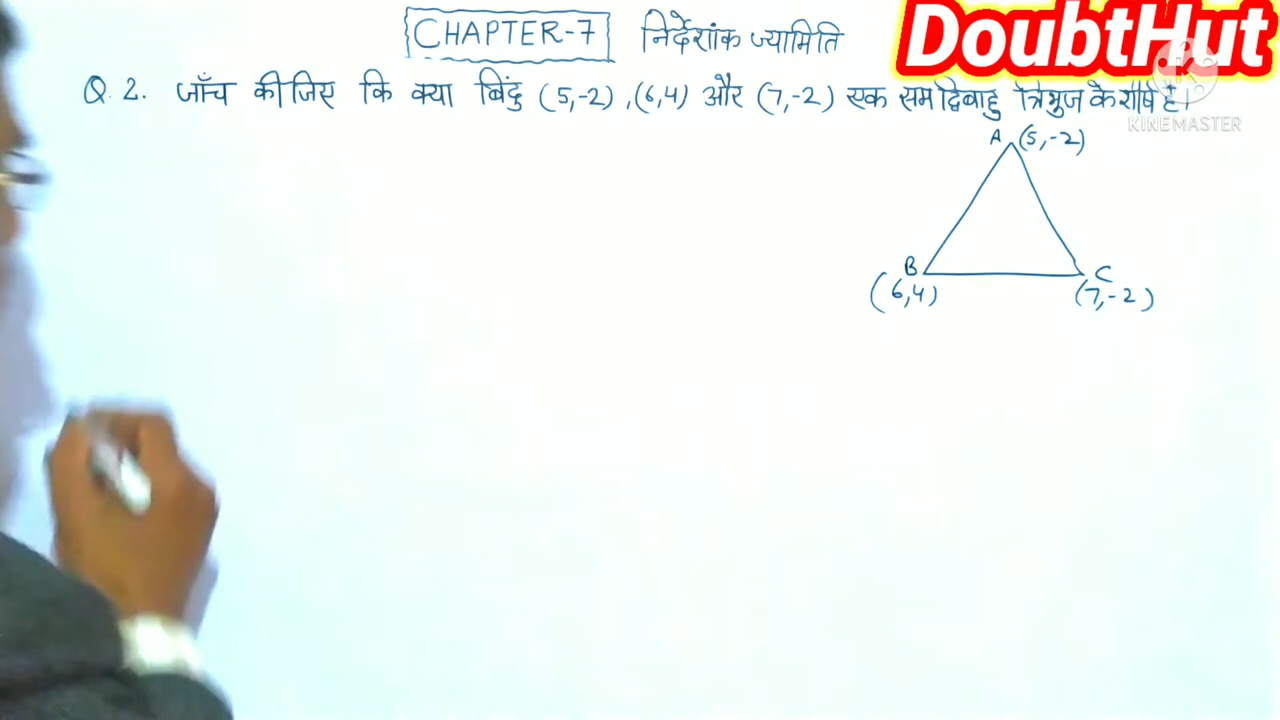 CHAPTER-7 निर्देशांक ज्यामिति
DoubtHut
Q. 2. जाँच कीजिए कि क्या बिंदु (5,-2), (6,4) और (7,-2) एक समद्विबाहु त्रिभुज के शीर्ष हैं।
KINEMASTER
A (5,-2)
B C
(6,4) (7,-2)